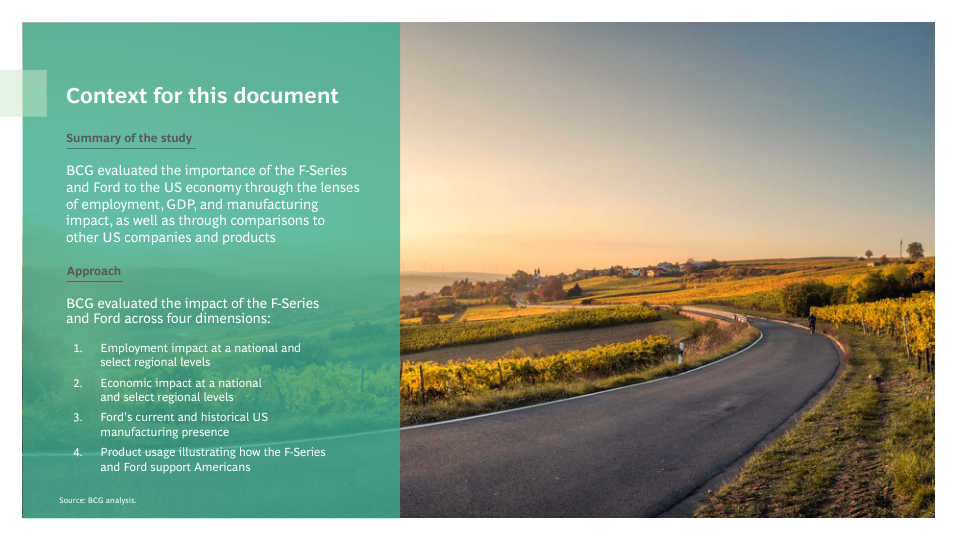 Context for this document
Summary of the study
BCG evaluated the importance of the F-Series
and Ford to the US economy through the lenses
of employment, GDP, and manufacturing
impact, as well as through comparisons to
other US companies and products
Approach
BCG evaluated the impact of the F-Series
and Ford across four dimensions:
1. Employment impact at a national and
select regional levels
2. Economic impact at a national
and select regional levels
3. Ford's current and historical US
manufacturing presence
4. Product usage illustrating how the F-Series
and Ford support Americans
Source: BCG analysis.